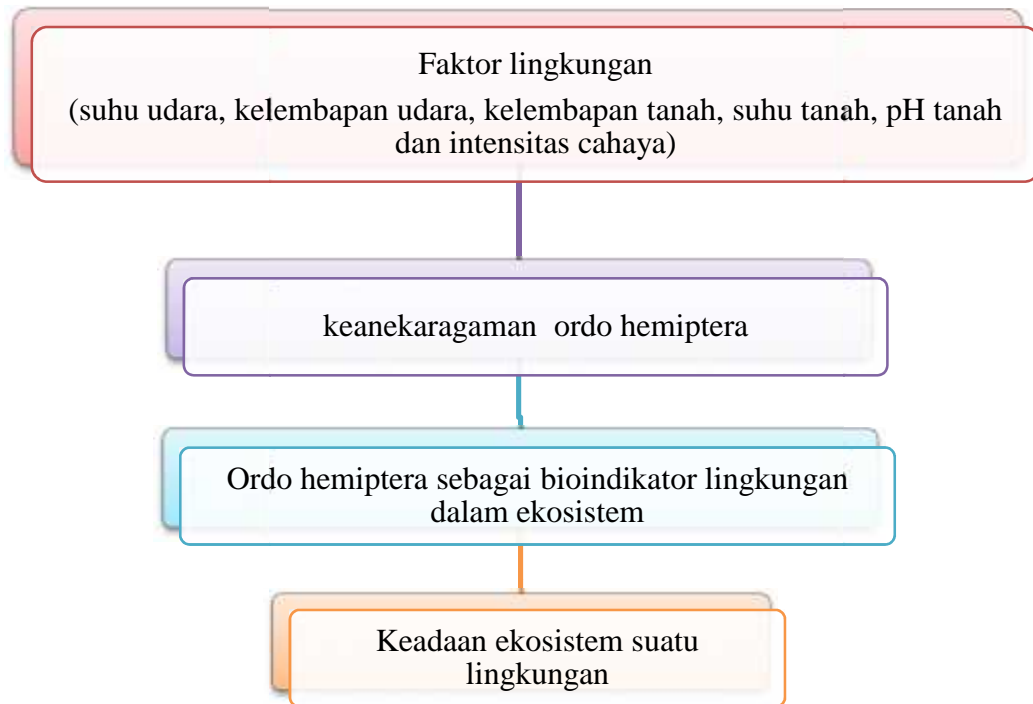 Faktor lingkungan
(suhu udara, kelembapan udara, kelembapan tanah, suhu tanah, pH tanah
dan intensitas cahaya)
keanekaragaman ordo hemiptera
Ordo hemiptera sebagai bioindikator lingkungan
dalam ekosistem
Keadaan ekosistem suatu
lingkungan